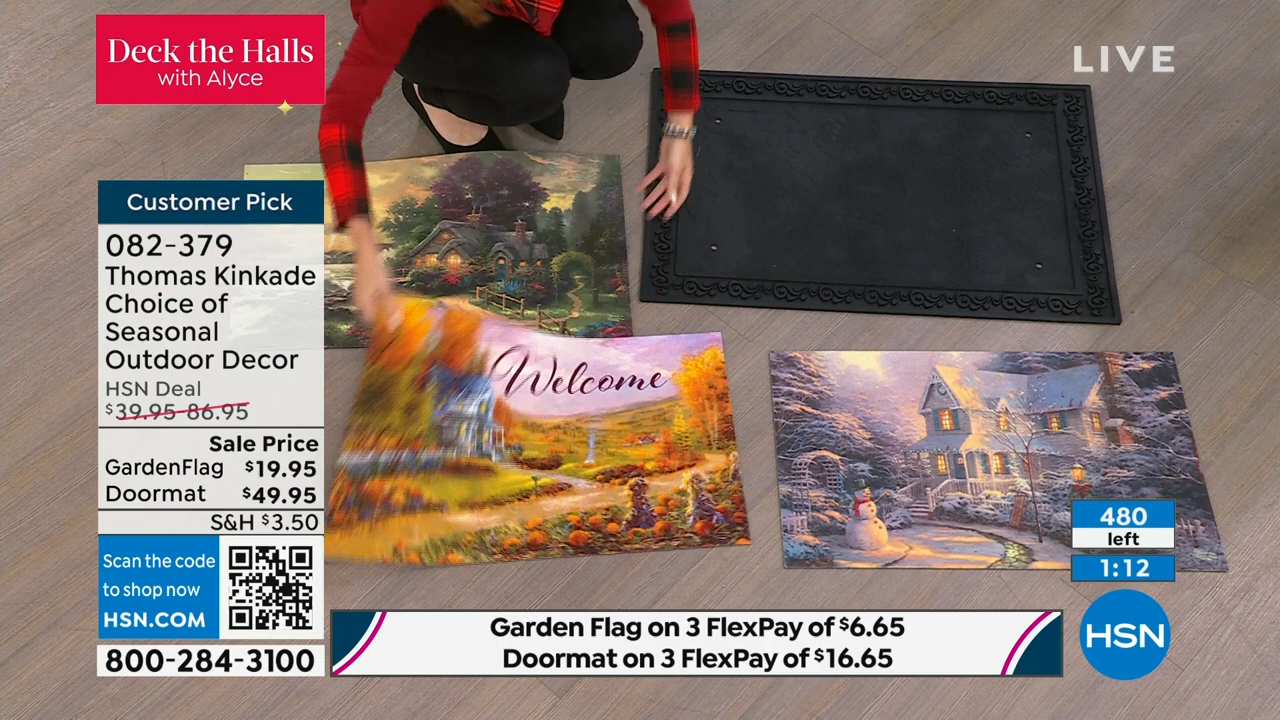 Deck the Halls
with Alyce
LIVE
Customer Pick
082-379
Thomas Kinkade
Choice of
Seasonal
Outdoor Decor
HSN Deal
$39.95-86.95
Sale Price
GardenFlag $19.95
Doormat $49.95
S&H $3.50
Scan the code
to shop now
HSN.COM
800-284-3100
Welcome
480
left
1:12
Garden Flag on 3 FlexPay of $6.65
Doormat on 3 FlexPay of $16.65
HSN